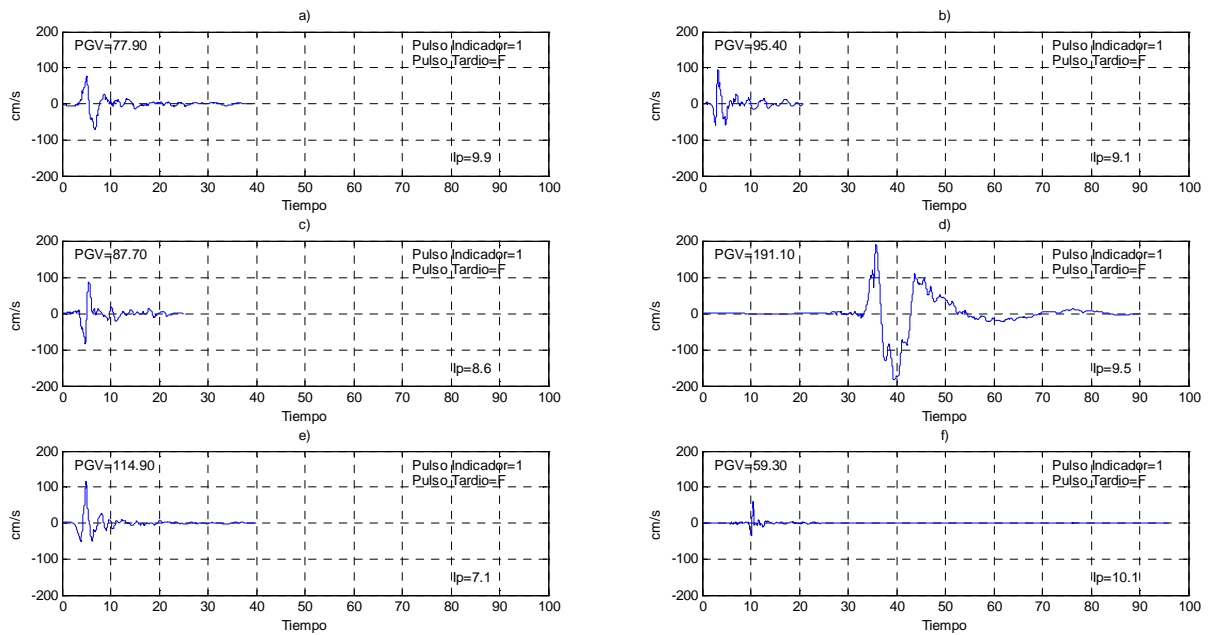 a)
PGV=77.90
Pulso Indicador=1
Pulso Tardio=F
Ip=9.9
cm/s
200
100
0
-100
-200
0 10 20 30 40 50 60 70 80 90 100
Tiempo
b)
PGV=95.40
Pulso Indicador=1
Pulso Tardio=F
Ip=9.1
cm/s
200
100
0
-100
-200
0 10 20 30 40 50 60 70 80 90 100
Tiempo
c)
PGV=87.70
Pulso Indicador=1
Pulso Tardio=F
Ip=8.6
cm/s
200
100
0
-100
-200
0 10 20 30 40 50 60 70 80 90 100
Tiempo
d)
PGV=191.10
Pulso Indicador=1
Pulso Tardio=F
Ip=9.5
cm/s
200
100
0
-100
-200
0 10 20 30 40 50 60 70 80 90 100
Tiempo
e)
PGV=114.90
Pulso Indicador=1
Pulso Tardio=F
Ip=7.1
cm/s
200
100
0
-100
-200
0 10 20 30 40 50 60 70 80 90 100
Tiempo
f)
PGV=59.30
Pulso Indicador=1
Pulso Tardio=F
Ip=10.1
cm/s
200
100
0
-100
-200
0 10 20 30 40 50 60 70 80 90 100
Tiempo